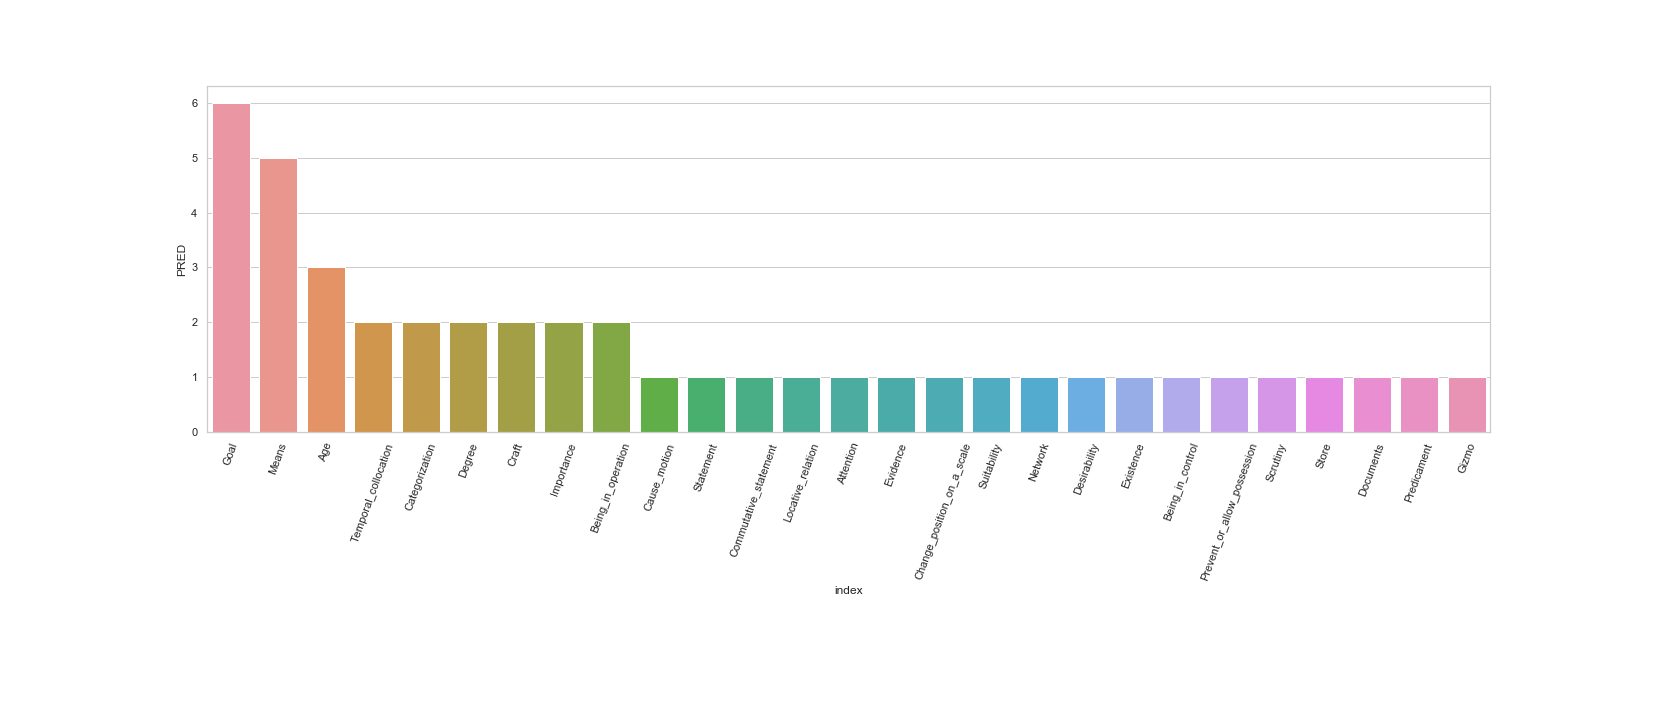 6
5
4
3
2
1
0
PRED
Goal
Means
Age
Temporal_collocation
Categorization
Degree
Craft
Importance
Being_in_operation
Cause_motion
Statement
Commutative_statement
Locative_relation
Attention
Evidence
Change_position_on_a_scale
Suitability
Network
Desirability
Existence
Being_in_control
Prevent_or_allow_possession
Scrutiny
Store
Documents
Predicament
Gizmo
index